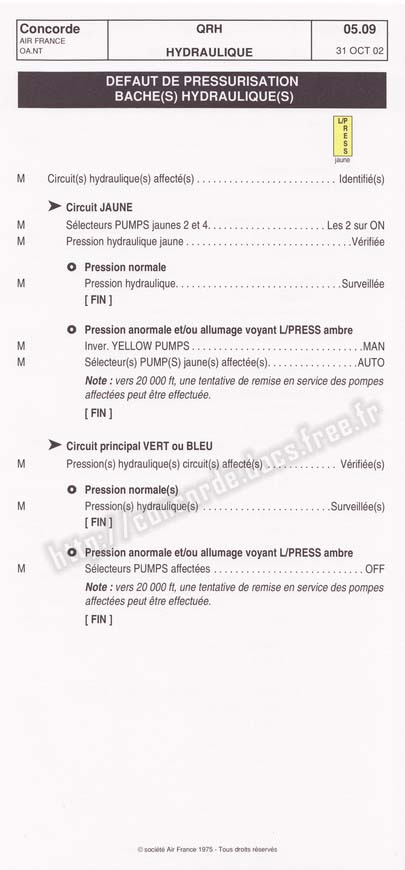 Concorde QRH 05.09
AIR FRANCE
OA.NT HYDRAULIQUE 31 OCT 02
DEFAUT DE PRESSURISATION
BACHE(S) HYDRAULIQUE(S)
L/P
R
E
S
S
jaune
M Circuit(s) hydraulique(s) affecté(s) . . . . . . . . . . . . . . . . . . . . . . . . . Identifié(s)
➤ Circuit JAUNE
M Sélecteurs PUMPS jaunes 2 et 4. . . . . . . . . . . . . . . . . . . . . Les 2 sur ON
M Pression hydraulique jaune . . . . . . . . . . . . . . . . . . . . . . . . . . . . . .Vérifiée
Pression normale
M Pression hydraulique. . . . . . . . . . . . . . . . . . . . . . . . . . . . . .Surveillée
[ FIN ]
Pression anormale et/ou allumage voyant L/PRESS ambre
M Inver. YELLOW PUMPS . . . . . . . . . . . . . . . . . . . . . . . . . . . . . . .MAN
M Sélecteur(s) PUMP(S) jaune(s) affectée(s). . . . . . . . . . . . . . . .AUTO
Note : vers 20 000 ft, une tentative de remise en service des pompes
affectées peut être effectuée.
[ FIN ]
➤ Circuit principal VERT ou BLEU
M Pression(s) hydraulique(s) circuit(s) affecté(s) . . . . . . . . . . . . . Vérifiée(s)
Pression normale(s)
M Pression(s) hydraulique(s) . . . . . . . . . . . . . . . . . . . . . . .Surveillée(s)
[ FIN ]
Pression anormale et/ou allumage voyant L/PRESS ambre
M Sélecteurs PUMPS affectées . . . . . . . . . . . . . . . . . . . . . . . . . . . OFF
Note : vers 20 000 ft, une tentative de remise en service des pompes
affectées peut être effectuée.
[ FIN ]
http://concorde.docs.free.fr
© société Air France 1975 - Tous droits réservés